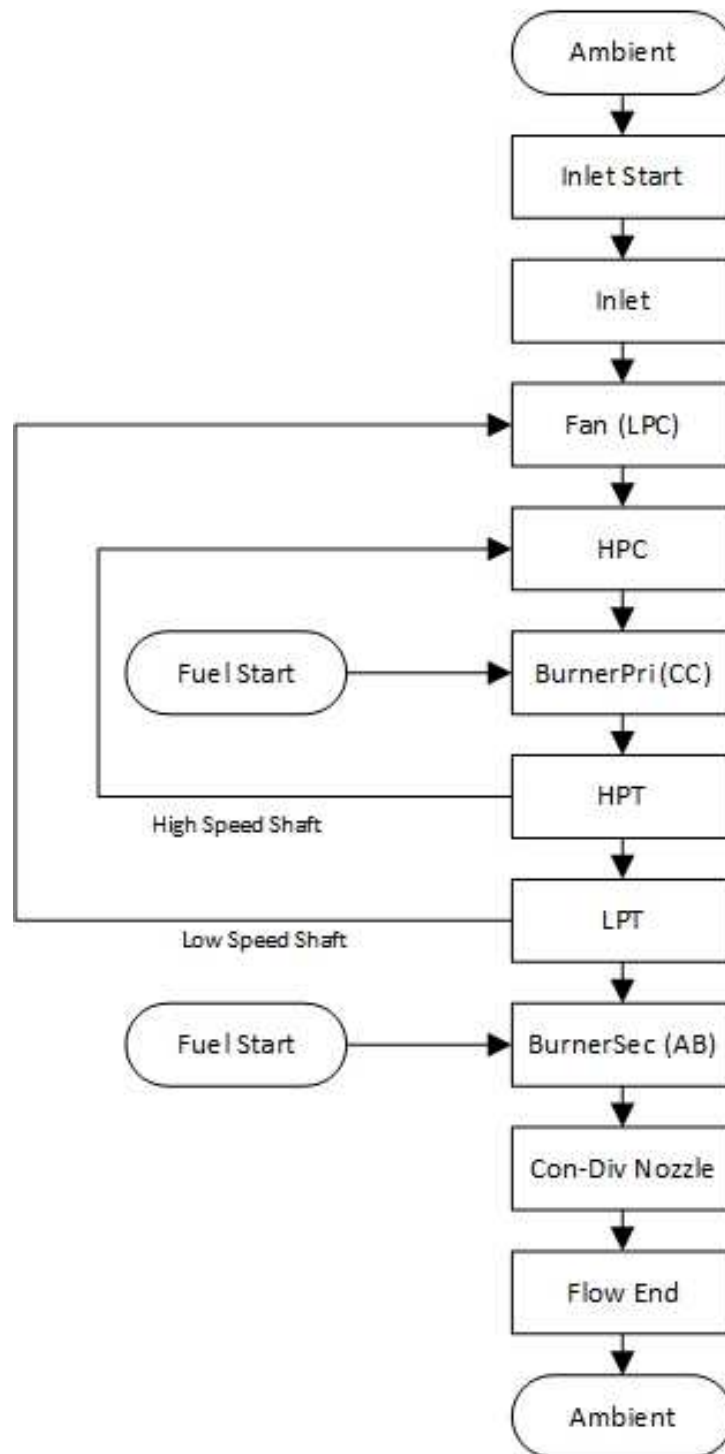 Ambient
Inlet Start
Inlet
Fan (LPC)
HPC
Fuel Start
BurnerPri (CC)
HPT
High Speed Shaft
LPT
Low Speed Shaft
Fuel Start
BurnerSec (AB)
Con-Div Nozzle
Flow End
Ambient